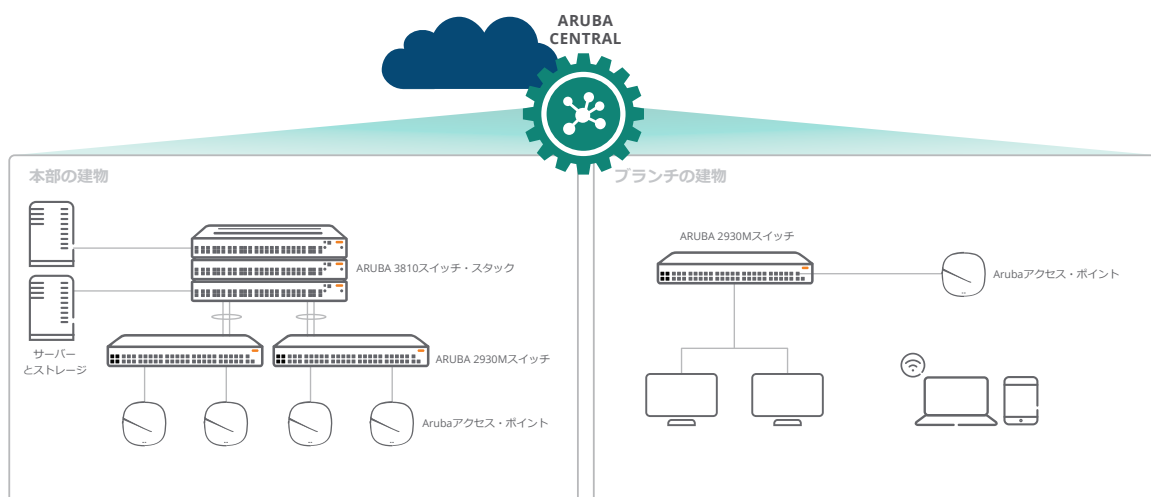 ARUBA
CENTRAL
本部の建物
ARUBA 3810スイッチ・スタック
サーバー
とストレージ
ARUBA 2930Mスイッチ
Arubaアクセス・ポイント
ブランチの建物
ARUBA 2930Mスイッチ
Arubaアクセス・ポイント